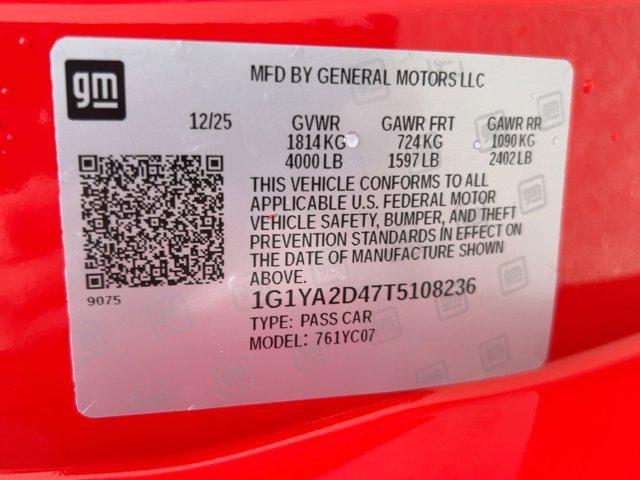 gm
MFD BY GENERAL MOTORS LLC
12/25 GVWR GAWR FRT GAWR RR
1814 KG 724 KG 1090 KG
4000 LB 1597 LB 2402 LB
THIS VEHICLE CONFORMS TO ALL
APPLICABLE U.S. FEDERAL MOTOR
VEHICLE SAFETY, BUMPER, AND THEFT
PREVENTION STANDARDS IN EFFECT ON
THE DATE OF MANUFACTURE SHOWN
ABOVE.
9075
1G1YA2D47T5108236
TYPE: PASS CAR
MODEL: 761YC07